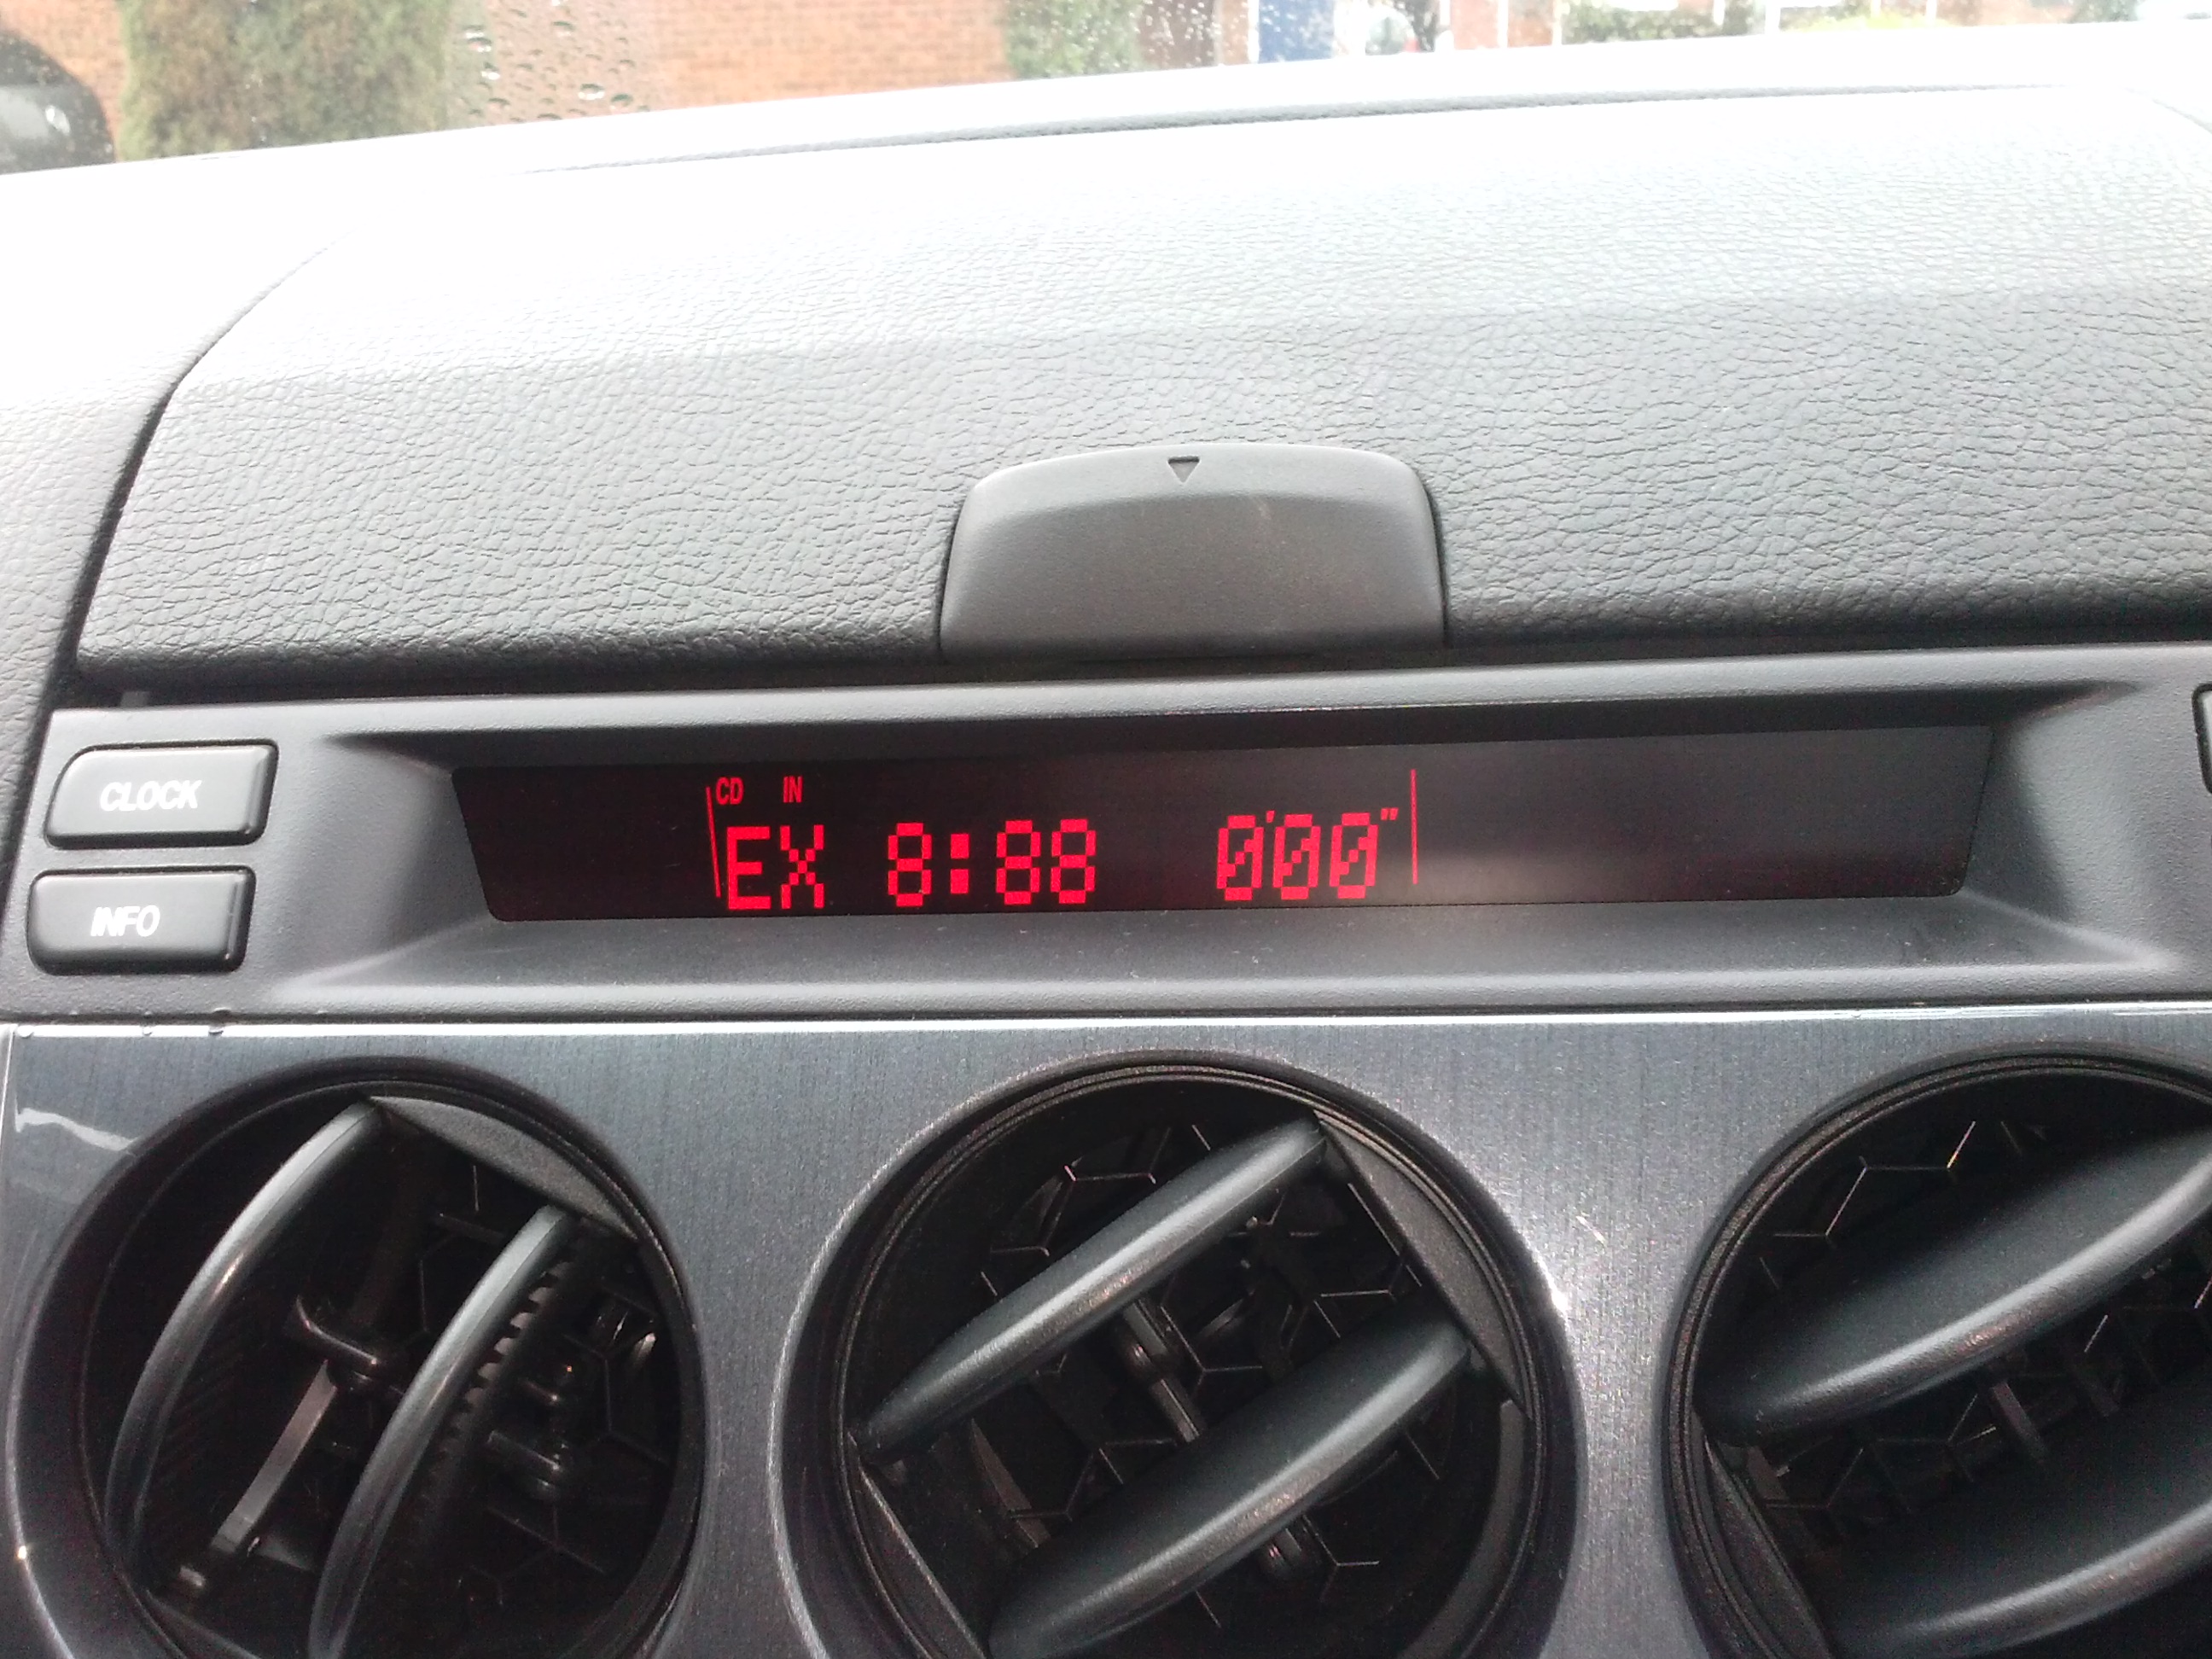 CLOCK
INFO
CD IN
EX 8:88 0'00"